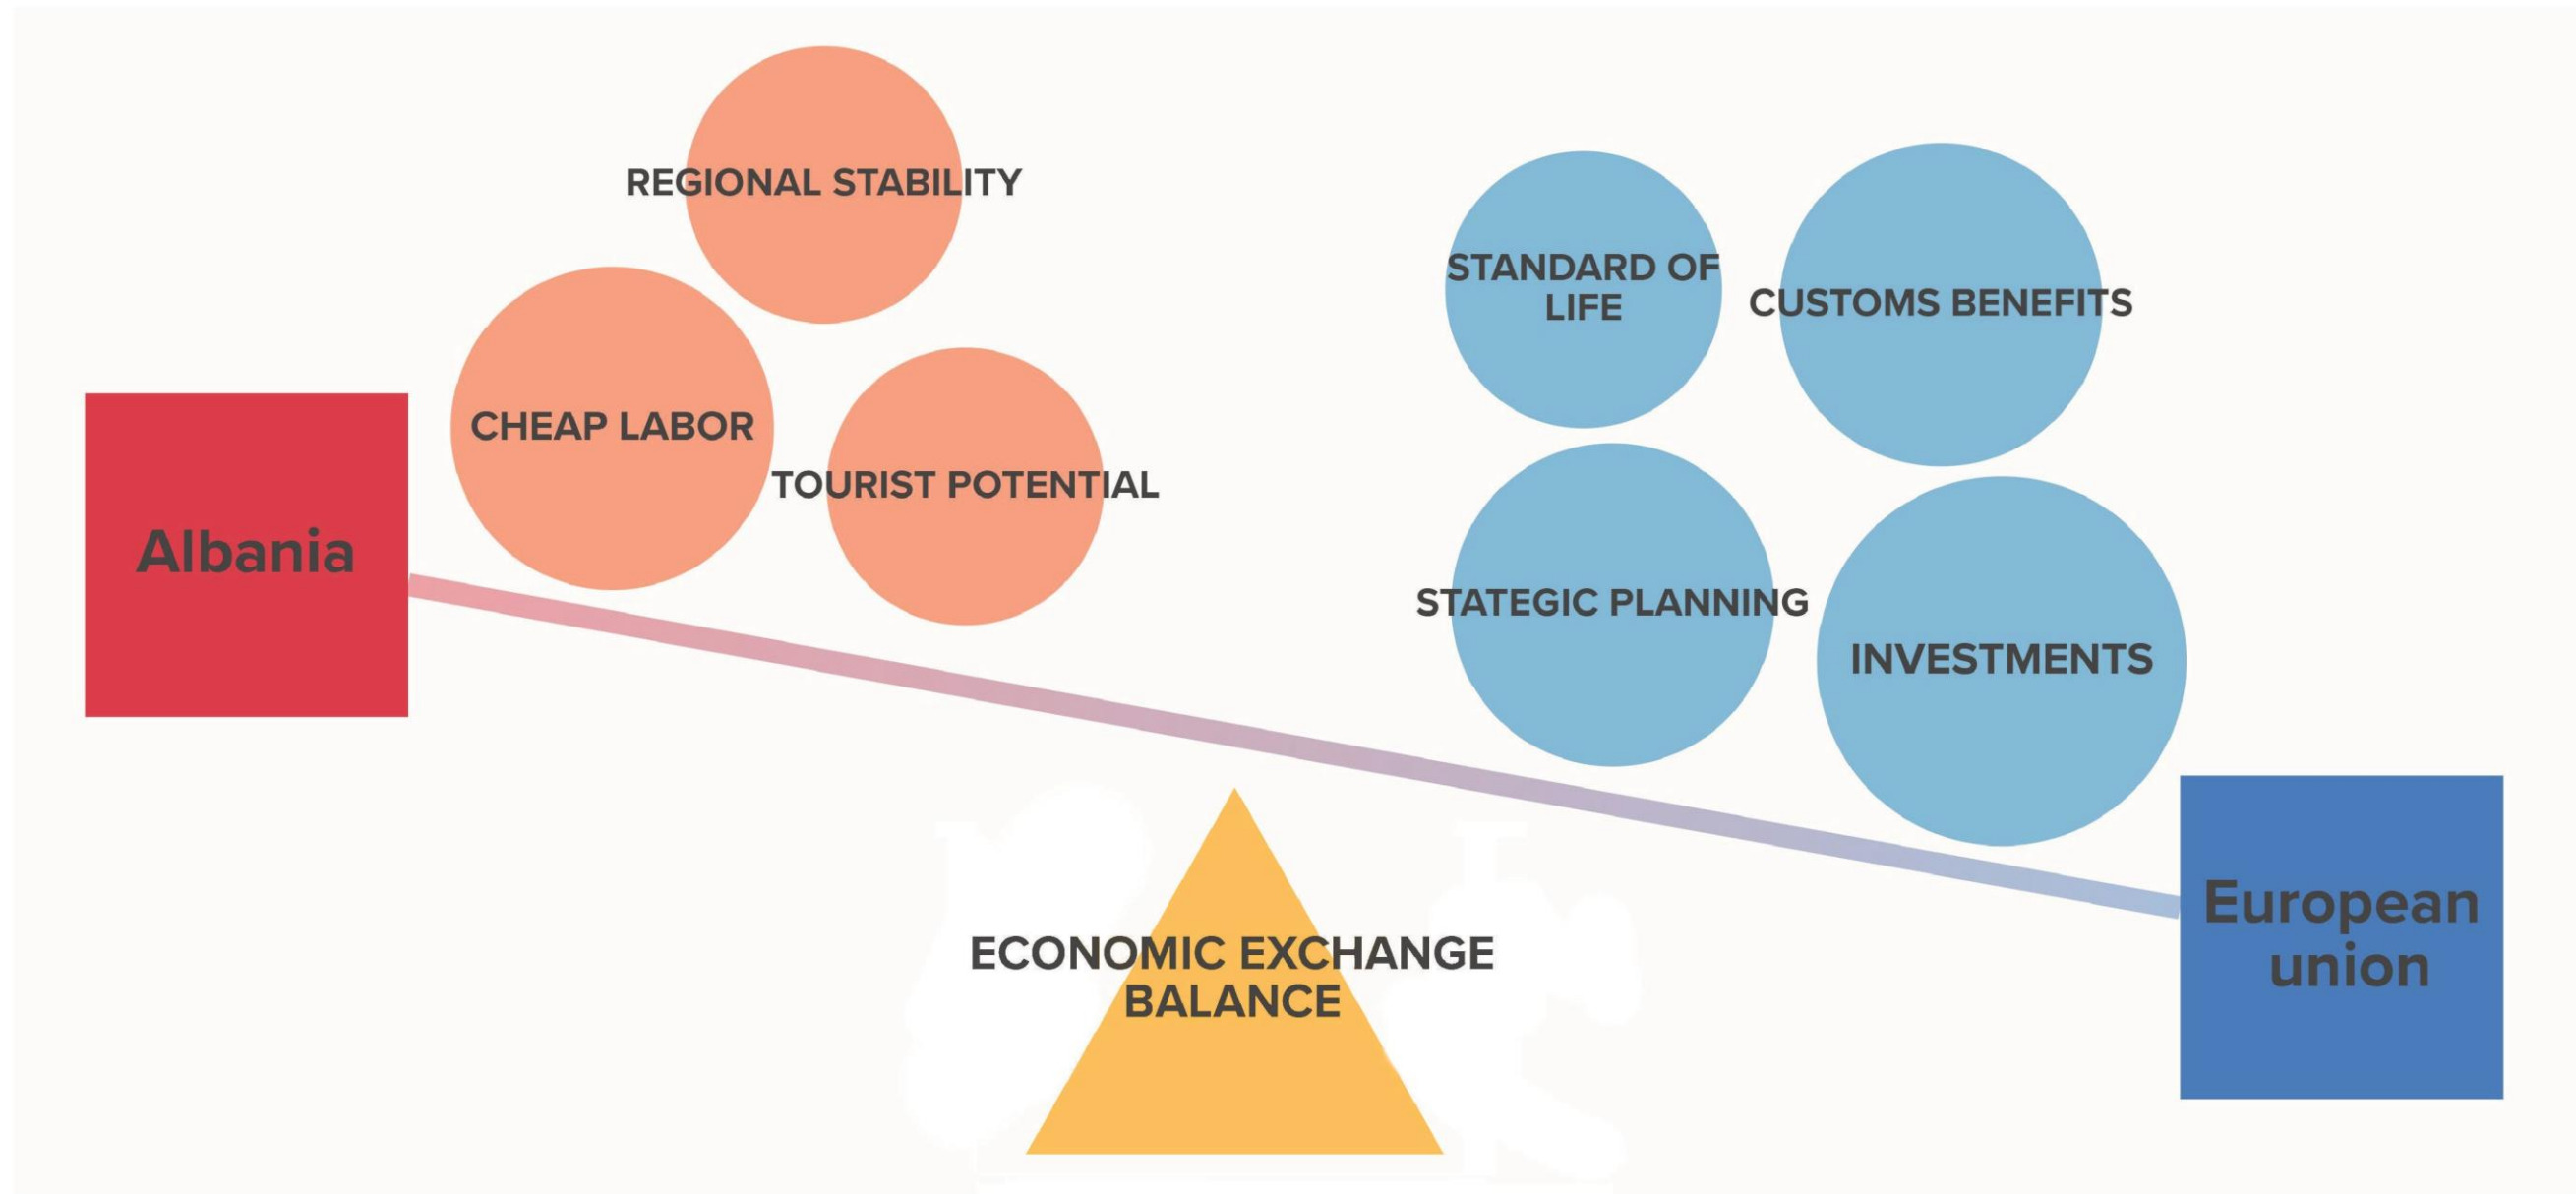 REGIONAL STABILITY
CHEAP LABOR
TOURIST POTENTIAL
Albania
STANDARD OF
LIFE
CUSTOMS BENEFITS
STATEGIC PLANNING
INVESTMENTS
European
union
ECONOMIC EXCHANGE
BALANCE